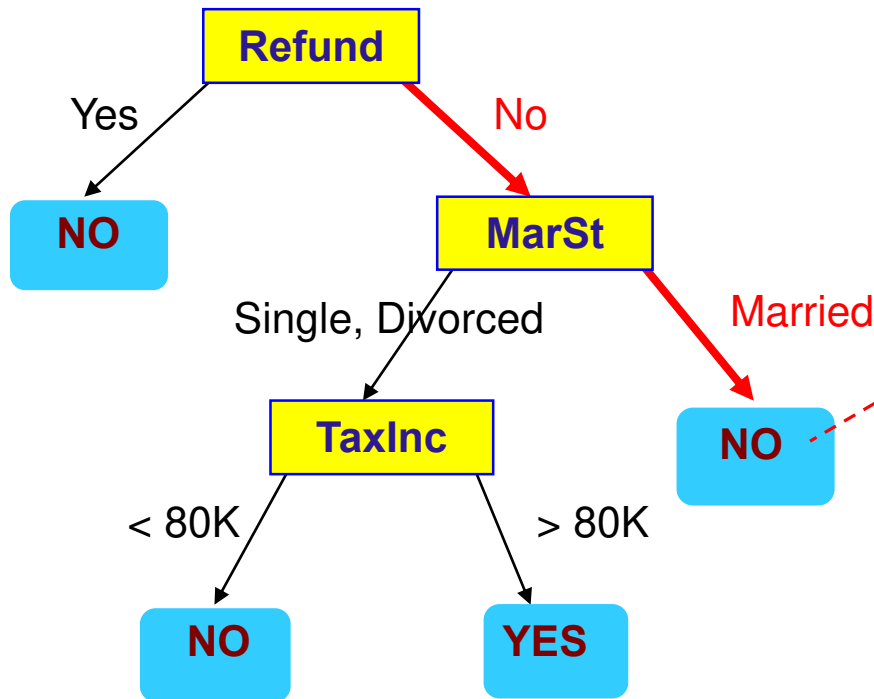 Refund
Yes
No
NO
MarSt
Single, Divorced
Married
TaxInc
NO
< 80K
> 80K
NO
YES